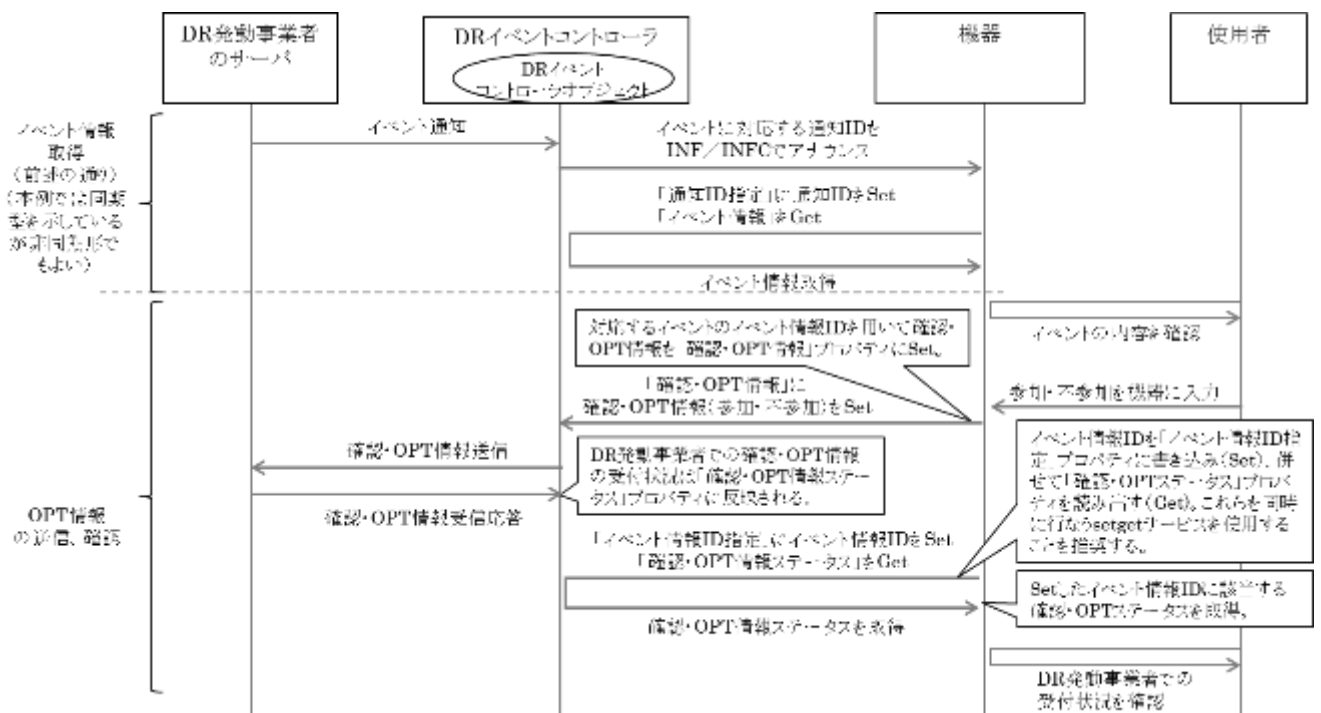 DR発動事業者
のサーバ
DRイベントコントローラ
DRイベント
コントローラオブジェクト
機器
使用者
イベント情報
取得
(前述の通り)
(本例では同期
型を示している
が非同期形で
もよい)
イベント通知
イベントに対応する通知IDを
INF/INFCでアナウンス
「通知ID指定」に通知IDをSet
「イベント情報」をGet
イベント情報取得
イベントの内容を確認
対応するイベントのイベント情報IDを用いて確認・
OPT情報を「確認・OPT情報」プロパティにSet。
「確認・OPT情報」に
確認・OPT情報(参加・不参加)をSet
参加・不参加を機器に入力
確認・OPT情報送信
DR発動事業者での確認・OPT情報
の受付状況は「確認・OPT情報ステー
タス」プロパティに反映される。
イベント情報IDを「イベント情報ID指
定」プロパティに書き込み(Set)、併
せて「確認・OPTステータス」プロパ
ティを読み出す(Get)。これらを同時
に行なうsetgetサービスを使用する
ことを推奨する。
確認・OPT情報受信応答
OPT情報
の送信、確認
「イベント情報ID指定」にイベント情報IDをSet
「確認・OPT情報ステータス」をGet
Setしたイベント情報IDに該当する
確認・OPTステータスを取得。
確認・OPT情報ステータスを取得
DR発動事業者での
受付状況を確認